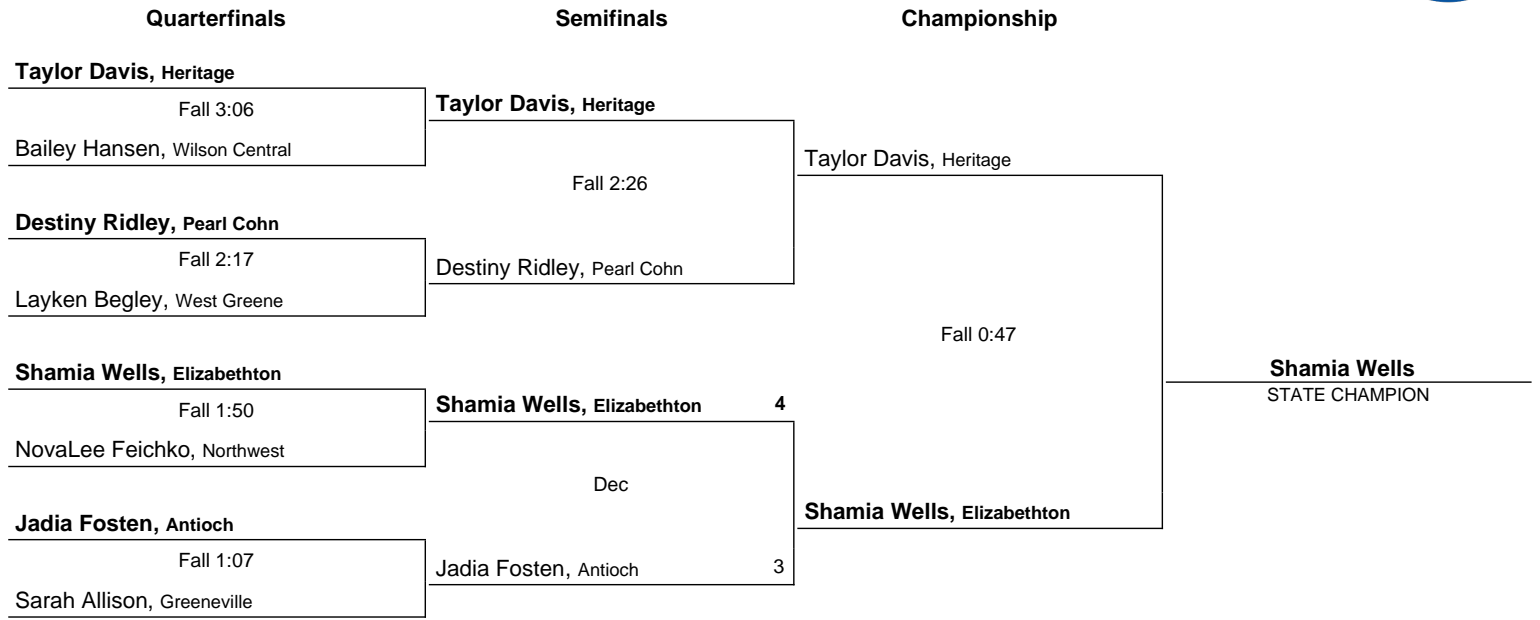 Quarterfinals Semifinals Championship
Taylor Davis, Heritage
Fall 3:06
Bailey Hansen, Wilson Central
Destiny Ridley, Pearl Cohn
Fall 2:17
Layken Begley, West Greene
Shamia Wells, Elizabethton
Fall 1:50
NovaLee Feichko, Northwest
Jadia Fosten, Antioch
Fall 1:07
Sarah Allison, Greeneville
Taylor Davis, Heritage
Fall 2:26
Destiny Ridley, Pearl Cohn
Shamia Wells, Elizabethton 4
Dec
Jadia Fosten, Antioch 3
Taylor Davis, Heritage
Fall 0:47
Shamia Wells, Elizabethton
Shamia Wells
STATE CHAMPION